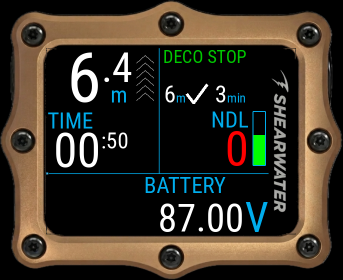 6.4 m
DECO STOP
6m✓ 3min
TIME
00:50
NDL
0
BATTERY
87.00V
SHEARWATER